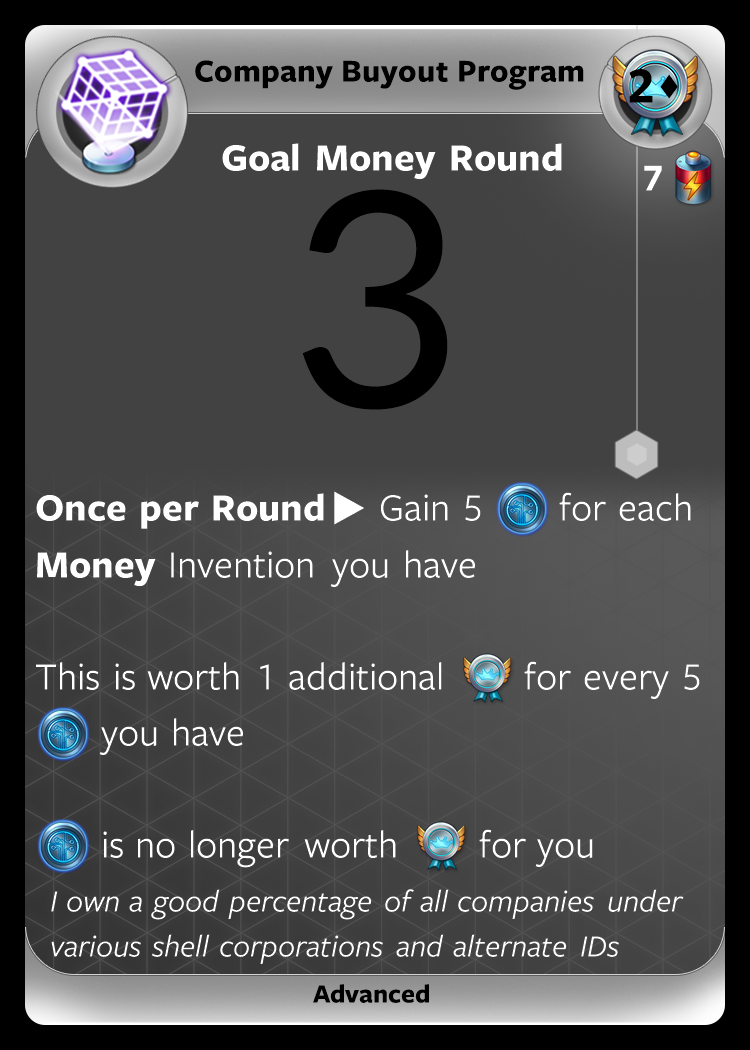 Company Buyout Program
2♦
Goal Money Round
7
3
Once per Round▶ Gain 5 for each
Money Invention you have
This is worth 1 additional for every 5
you have
is no longer worth for you
I own a good percentage of all companies under
various shell corporations and alternate IDs
Advanced